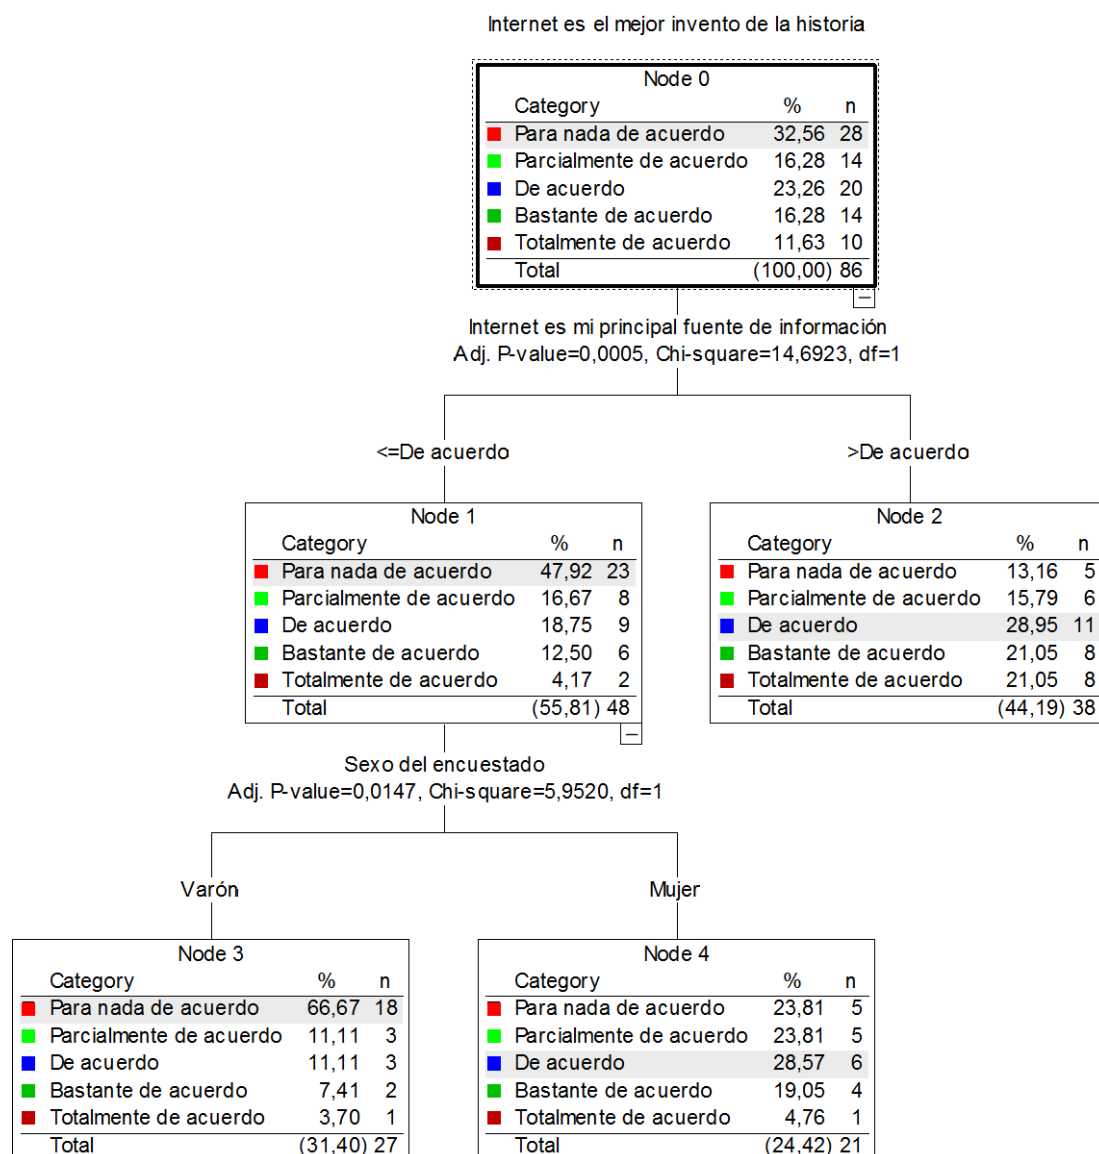 Internet es el mejor invento de la historia
Node 0
Category % n
Para nada de acuerdo 32,56 28
Parcialmente de acuerdo 16,28 14
De acuerdo 23,26 20
Bastante de acuerdo 16,28 14
Totalmente de acuerdo 11,63 10
Total (100,00) 86
Internet es mi principal fuente de información
Adj. P-value=0,0005, Chi-square=14,6923, df=1
<=De acuerdo
>De acuerdo
Node 1
Category % n
Para nada de acuerdo 47,92 23
Parcialmente de acuerdo 16,67 8
De acuerdo 18,75 9
Bastante de acuerdo 12,50 6
Totalmente de acuerdo 4,17 2
Total (55,81) 48
Node 2
Category % n
Para nada de acuerdo 13,16 5
Parcialmente de acuerdo 15,79 6
De acuerdo 28,95 11
Bastante de acuerdo 21,05 8
Totalmente de acuerdo 21,05 8
Total (44,19) 38
Sexo del encuestado
Adj. P-value=0,0147, Chi-square=5,9520, df=1
Varón
Mujer
Node 3
Category % n
Para nada de acuerdo 66,67 18
Parcialmente de acuerdo 11,11 3
De acuerdo 11,11 3
Bastante de acuerdo 7,41 2
Totalmente de acuerdo 3,70 1
Total (31,40) 27
Node 4
Category % n
Para nada de acuerdo 23,81 5
Parcialmente de acuerdo 23,81 5
De acuerdo 28,57 6
Bastante de acuerdo 19,05 4
Totalmente de acuerdo 4,76 1
Total (24,42) 21